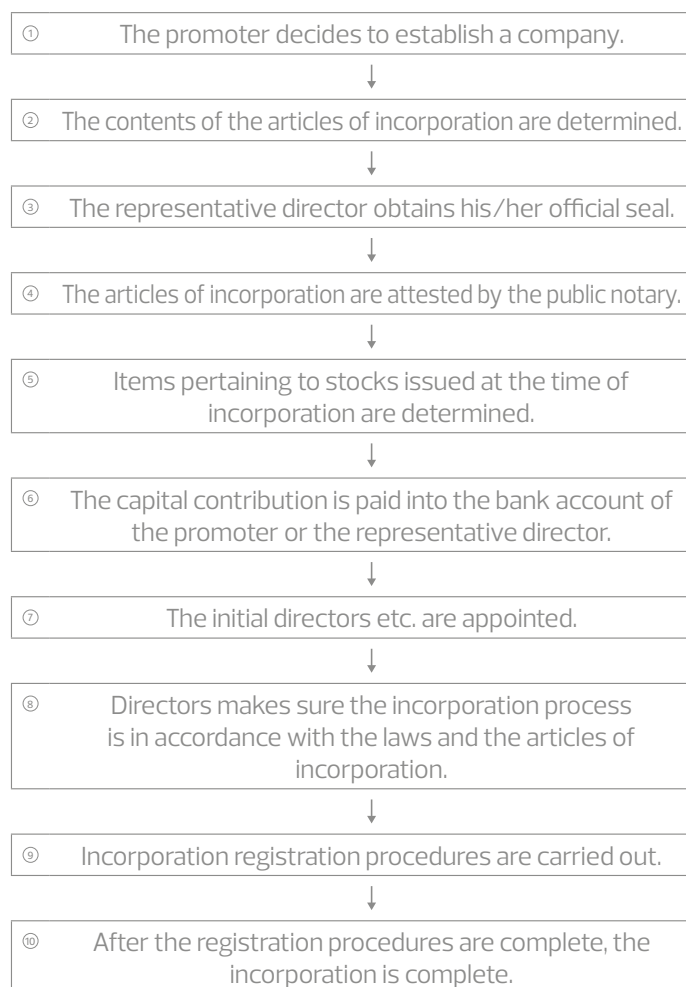 ① The promoter decides to establish a company.
② The contents of the articles of incorporation are determined.
③ The representative director obtains his/her official seal.
④ The articles of incorporation are attested by the public notary.
⑤ Items pertaining to stocks issued at the time of
incorporation are determined.
⑥ The capital contribution is paid into the bank account of
the promoter or the representative director.
⑦ The initial directors etc. are appointed.
⑧ Directors makes sure the incorporation process
is in accordance with the laws and the articles of
incorporation.
⑨ Incorporation registration procedures are carried out.
⑩ After the registration procedures are complete, the
incorporation is complete.